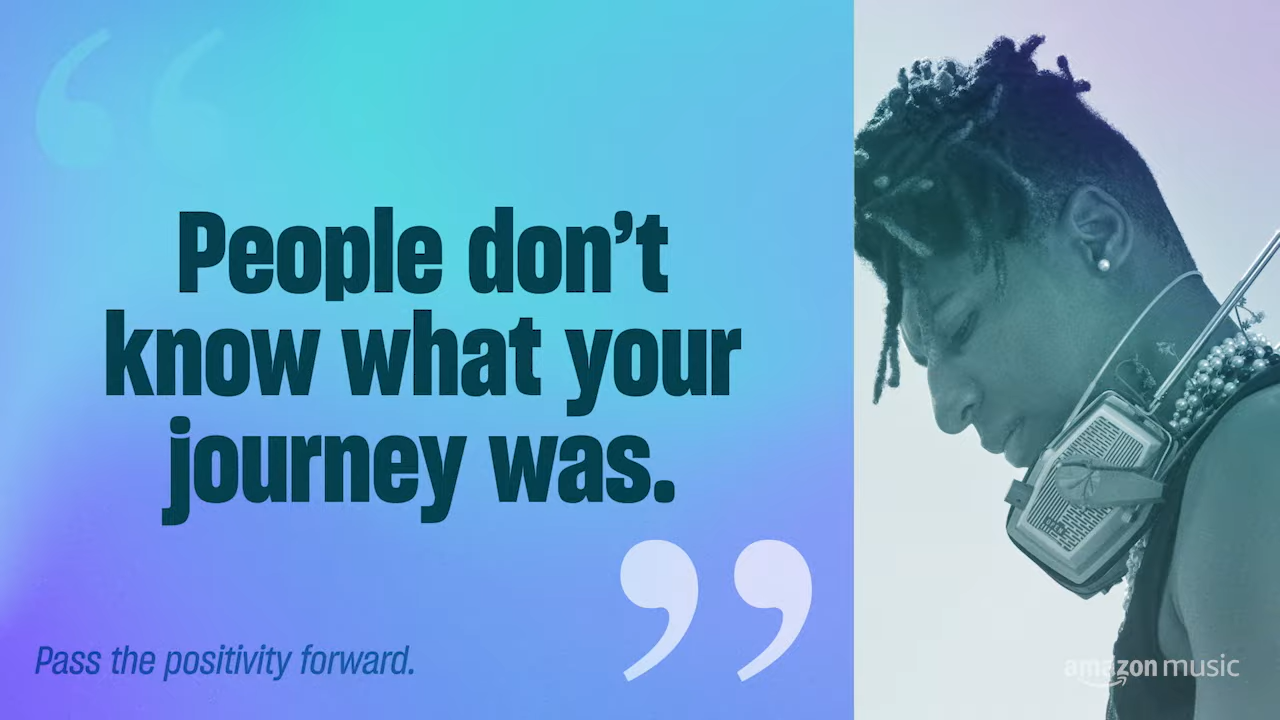 “
People don’t
know what your
journey was.
”
Pass the positivity forward.
amazon music